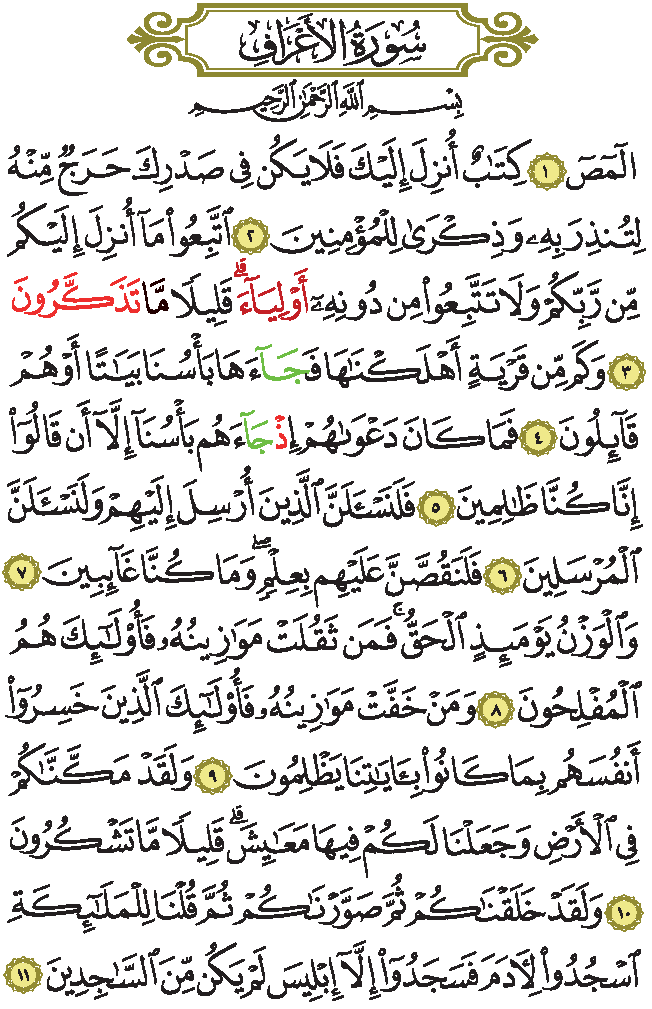 سُورَةُ الأَعْرَافِ
بِسْمِ ٱللَّهِ ٱلرَّحْمَٰنِ ٱلرَّحِيمِ
الٓمٓصٓ ١ كِتَٰبٌ أُنزِلَ إِلَيْكَ فَلَا يَكُن فِي صَدْرِكَ حَرَجٌ مِّنْهُ
لِتُنذِرَ بِهِۦ وَذِكْرَىٰ لِلْمُؤْمِنِينَ ٢ ٱتَّبِعُوا۟ مَآ أُنزِلَ إِلَيْكُم
مِّن رَّبِّكُمْ وَلَا تَتَّبِعُوا۟ مِن دُونِهِۦٓ أَوْلِيَآءَ ۗ قَلِيلًا مَّا تَذَكَّرُونَ
٣ وَكَم مِّن قَرْيَةٍ أَهْلَكْنَٰهَا فَجَآءَهَا بَأْسُنَا بَيَٰتًا أَوْ هُمْ
قَآئِلُونَ ٤ فَمَا كَانَ دَعْوَىٰهُمْ إِذْ جَآءَهُم بَأْسُنَآ إِلَّآ أَن قَالُوٓا۟
إِنَّا كُنَّا ظَٰلِمِينَ ٥ فَلَنَسْـَٔلَنَّ ٱلَّذِينَ أُرْسِلَ إِلَيْهِمْ وَلَنَسْـَٔلَنَّ
ٱلْمُرْسَلِينَ ٦ فَلَنَقُصَّنَّ عَلَيْهِم بِعِلْمٍ ۖ وَمَا كُنَّا غَآئِبِينَ ٧
وَٱلْوَزْنُ يَوْمَئِذٍ ٱلْحَقُّ ۚ فَمَن ثَقُلَتْ مَوَٰزِينُهُۥ فَأُو۟لَٰٓئِكَ هُمُ
ٱلْمُفْلِحُونَ ٨ وَمَنْ خَفَّتْ مَوَٰزِينُهُۥ فَأُو۟لَٰٓئِكَ ٱلَّذِينَ خَسِرُوٓا۟
أَنفُسَهُم بِمَا كَانُوا۟ بِـَٔايَٰتِنَا يَظْلِمُونَ ٩ وَلَقَدْ مَكَّنَّٰكُمْ
فِي ٱلْأَرْضِ وَجَعَلْنَا لَكُمْ فِيهَا مَعَٰيِشَ ۗ قَلِيلًا مَّا تَشْكُرُونَ
١٠ وَلَقَدْ خَلَقْنَٰكُمْ ثُمَّ صَوَّرْنَٰكُمْ ثُمَّ قُلْنَا لِلْمَلَٰٓئِكَةِ
ٱسْجُدُوا۟ لِـَٔادَمَ فَسَجَدُوٓا۟ إِلَّآ إِبْلِيسَ لَمْ يَكُن مِّنَ ٱلسَّٰجِدِينَ ١١